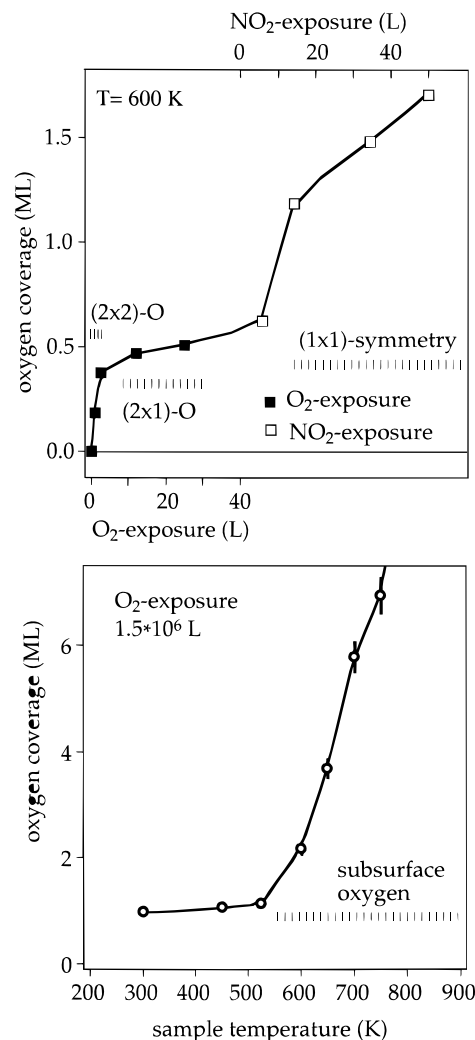 NO₂-exposure (L)
0 20 40
T= 600 K
oxygen coverage (ML)
1.5
1.0
0.5
0.0
(2x2)-O
(2x1)-O
(1x1)-symmetry
O₂-exposure
NO₂-exposure
0 20 40
O₂-exposure (L)
O₂-exposure
1.5*10⁶ L
oxygen coverage (ML)
6
4
2
0
subsurface
oxygen
200 300 400 500 600 700 800 900
sample temperature (K)